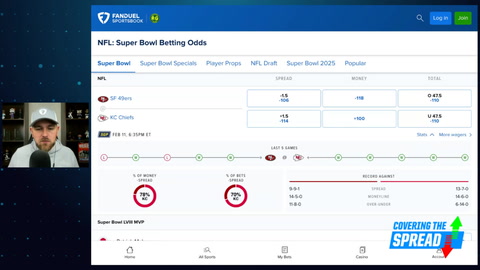 FANDUEL
SPORTSBOOK
Log in
Join
NFL: Super Bowl Betting Odds
Super Bowl
Super Bowl Specials
Player Props
NFL Draft
Super Bowl 2025
Popular
NFL
SPREAD
MONEY
TOTAL
SF 49ers
-1.5
-106
-118
O 47.5
-110
KC Chiefs
+1.5
-114
+100
U 47.5
-110
SGP
FEB 11, 6:35PM ET
Stats
More wagers
LAST 5 GAMES
% OF MONEY
SPREAD
% OF BETS
SPREAD
RECORD AGAINST
78%
KC
70%
KC
9-9-1
SPREAD
13-7-0
14-5-0
MONEYLINE
14-6-0
11-8-0
OVER-UNDER
6-14-0
Super Bowl LVIII MVP
COVERING THE
SPREAD
Home
All Sports
My Bets
Casino